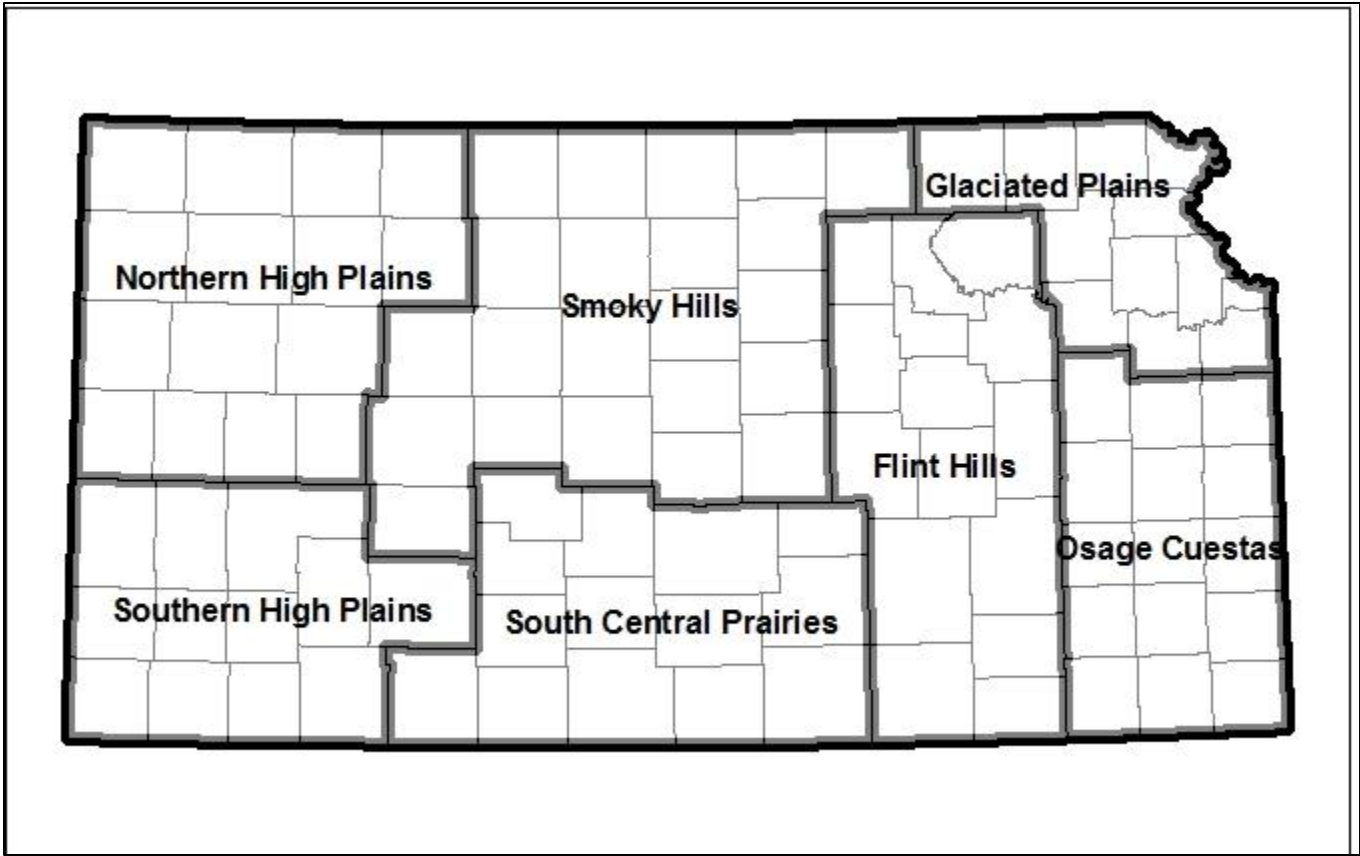 Glaciated Plains
Northern High Plains
Smoky Hills
Flint Hills
Osage Cuestas
Southern High Plains
South Central Prairies